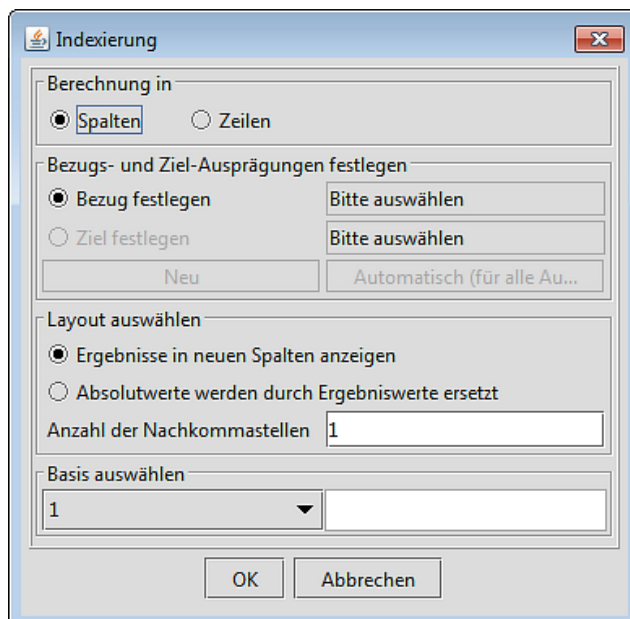 Indexierung
Berechnung in
Spalten Zeilen
Bezugs- und Ziel-Ausprägungen festlegen
Bezug festlegen Bitte auswählen
Ziel festlegen Bitte auswählen
Neu Automatisch (für alle Au...
Layout auswählen
Ergebnisse in neuen Spalten anzeigen
Absolutwerte werden durch Ergebniswerte ersetzt
Anzahl der Nachkommastellen 1
Basis auswählen
1
OK Abbrechen